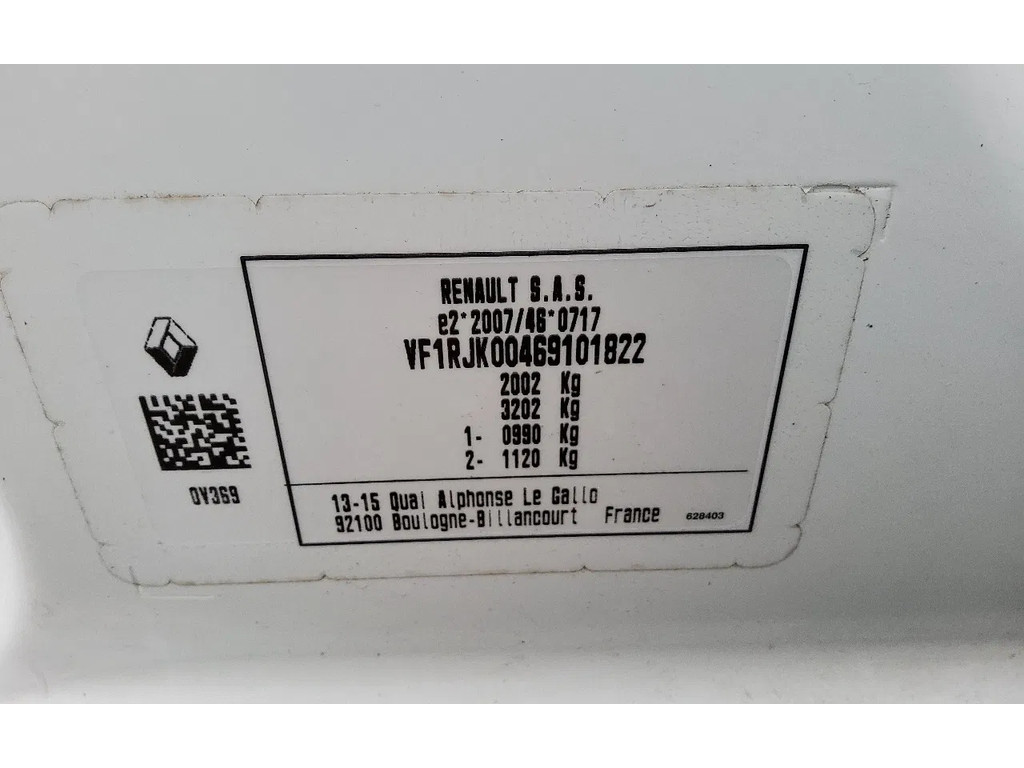 RENAULT S.A.S.
e2*2007/46*0717
VF1RJK00469101822
2002 Kg
3202 Kg
1- 0990 Kg
2- 1120 Kg
0V369
13-15 Quai Alphonse Le Gallo
92100 Boulogne-Billancourt France 628403